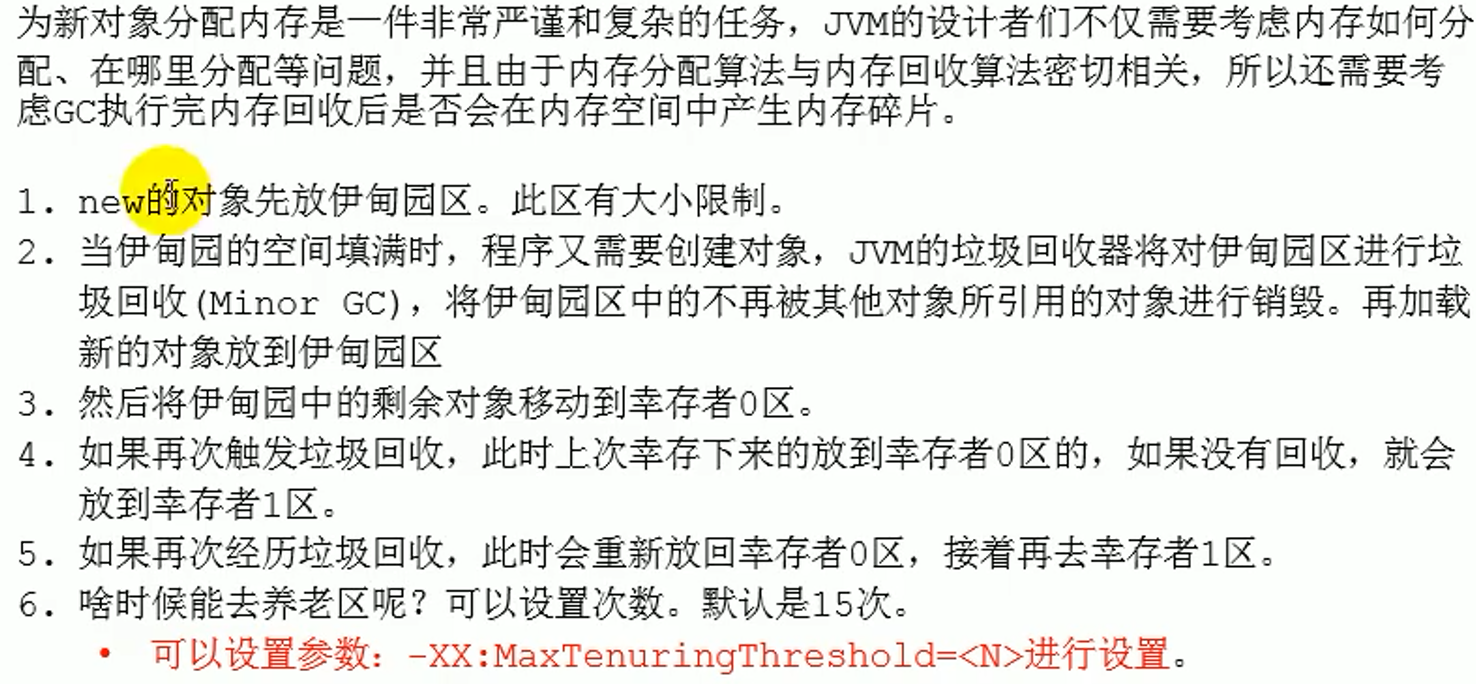 为新对象分配内存是一件非常严谨和复杂的任务，JVM的设计者们不仅需要考虑内存如何分
配、在哪里分配等问题，并且由于内存分配算法与内存回收算法密切相关，所以还需要考
虑GC执行完内存回收后是否会在内存空间中产生内存碎片。
1. new的对象先放伊甸园区。此区有大小限制。
2. 当伊甸园的空间填满时，程序又需要创建对象，JVM的垃圾回收器将对伊甸园区进行垃
圾回收(Minor GC)，将伊甸园区中的不再被其他对象所引用的对象进行销毁。再加载
新的对象放到伊甸园区
3. 然后将伊甸园中的剩余对象移动到幸存者0区。
4. 如果再次触发垃圾回收，此时上次幸存下来的放到幸存者0区的，如果没有回收，就会
放到幸存者1区。
5. 如果再次经历垃圾回收，此时会重新放回幸存者0区，接着再去幸存者1区。
6. 啥时候能去养老区呢？可以设置次数。默认是15次。
• 可以设置参数：-XX:MaxTenuringThreshold=<N>进行设置。